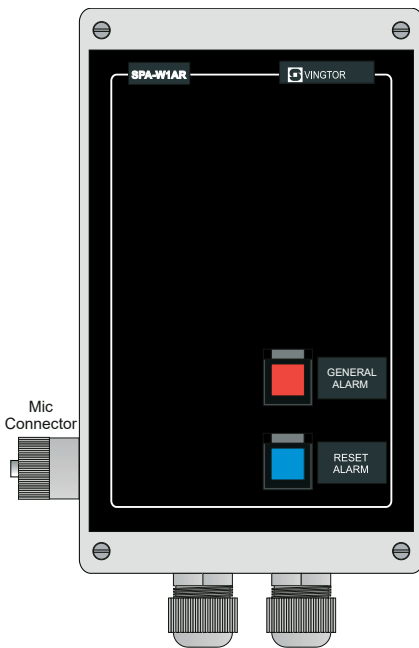 SPA-W1AR
VINGTOR
GENERAL
ALARM
Mic
Connector
RESET
ALARM